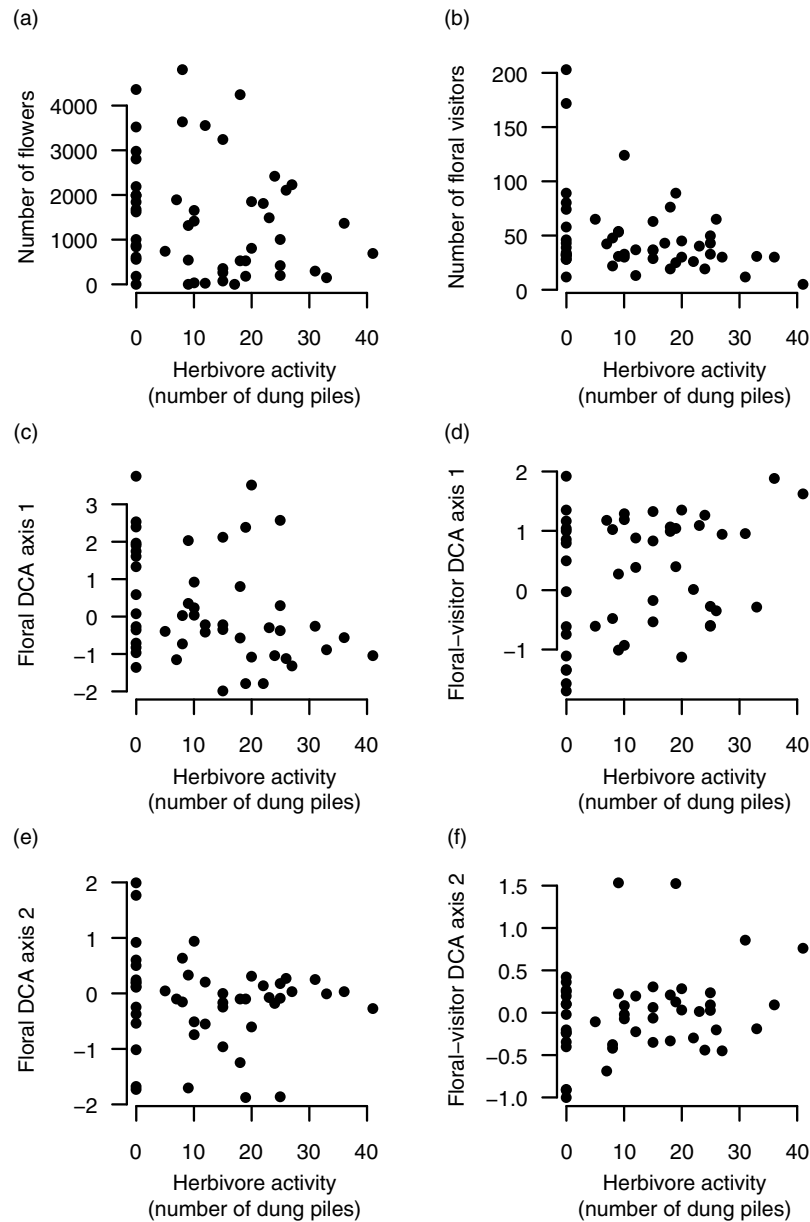 (a)
Number of flowers
4000
3000
2000
1000
0
0 10 20 30 40
Herbivore activity
(number of dung piles)
(b)
Number of floral visitors
200
150
100
50
0
0 10 20 30 40
Herbivore activity
(number of dung piles)
(c)
Floral DCA axis 1
3
2
1
0
−1
−2
0 10 20 30 40
Herbivore activity
(number of dung piles)
(d)
Floral−visitor DCA axis 1
2
1
0
−1
0 10 20 30 40
Herbivore activity
(number of dung piles)
(e)
Floral DCA axis 2
2
1
0
−1
−2
0 10 20 30 40
Herbivore activity
(number of dung piles)
(f)
Floral−visitor DCA axis 2
1.5
1.0
0.5
0.0
−0.5
−1.0
0 10 20 30 40
Herbivore activity
(number of dung piles)